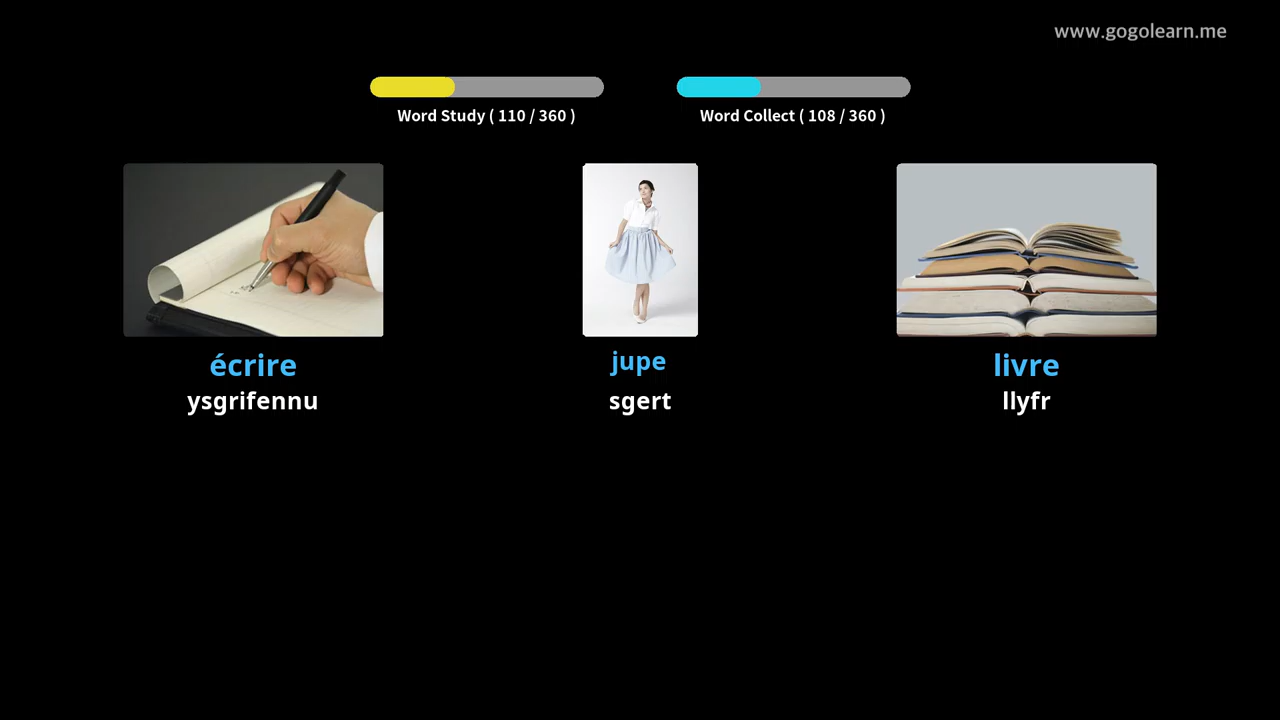 www.gogolearn.me
Word Study ( 110 / 360 )
Word Collect ( 108 / 360 )
écrire
ysgrifennu
jupe
sgert
livre
llyfr